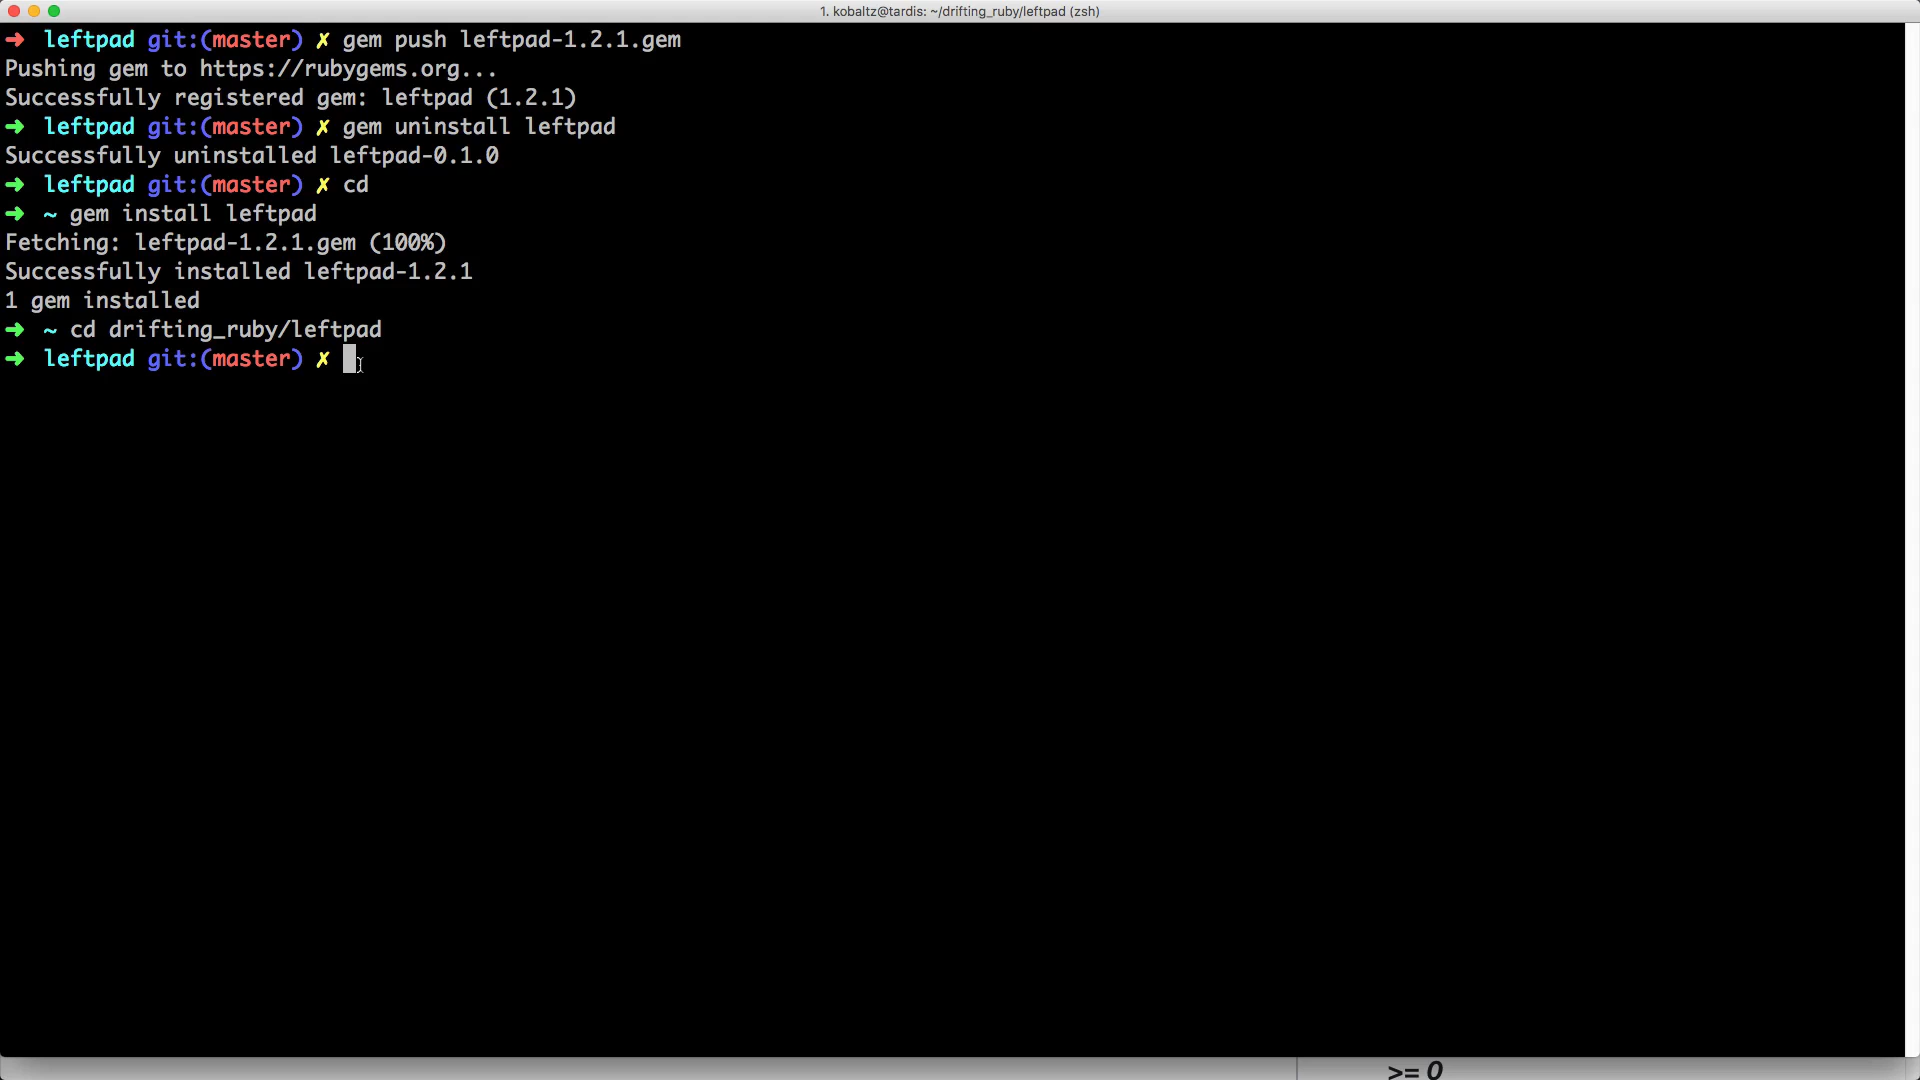 1. kobaltz@tardis: ~/drifting_ruby/leftpad (zsh)
➜ leftpad git:(master) ✗ gem push leftpad-1.2.1.gem
Pushing gem to https://rubygems.org...
Successfully registered gem: leftpad (1.2.1)
➜ leftpad git:(master) ✗ gem uninstall leftpad
Successfully uninstalled leftpad-0.1.0
➜ leftpad git:(master) ✗ cd
➜ ~ gem install leftpad
Fetching: leftpad-1.2.1.gem (100%)
Successfully installed leftpad-1.2.1
1 gem installed
➜ ~ cd drifting_ruby/leftpad
➜ leftpad git:(master) ✗
>= 0